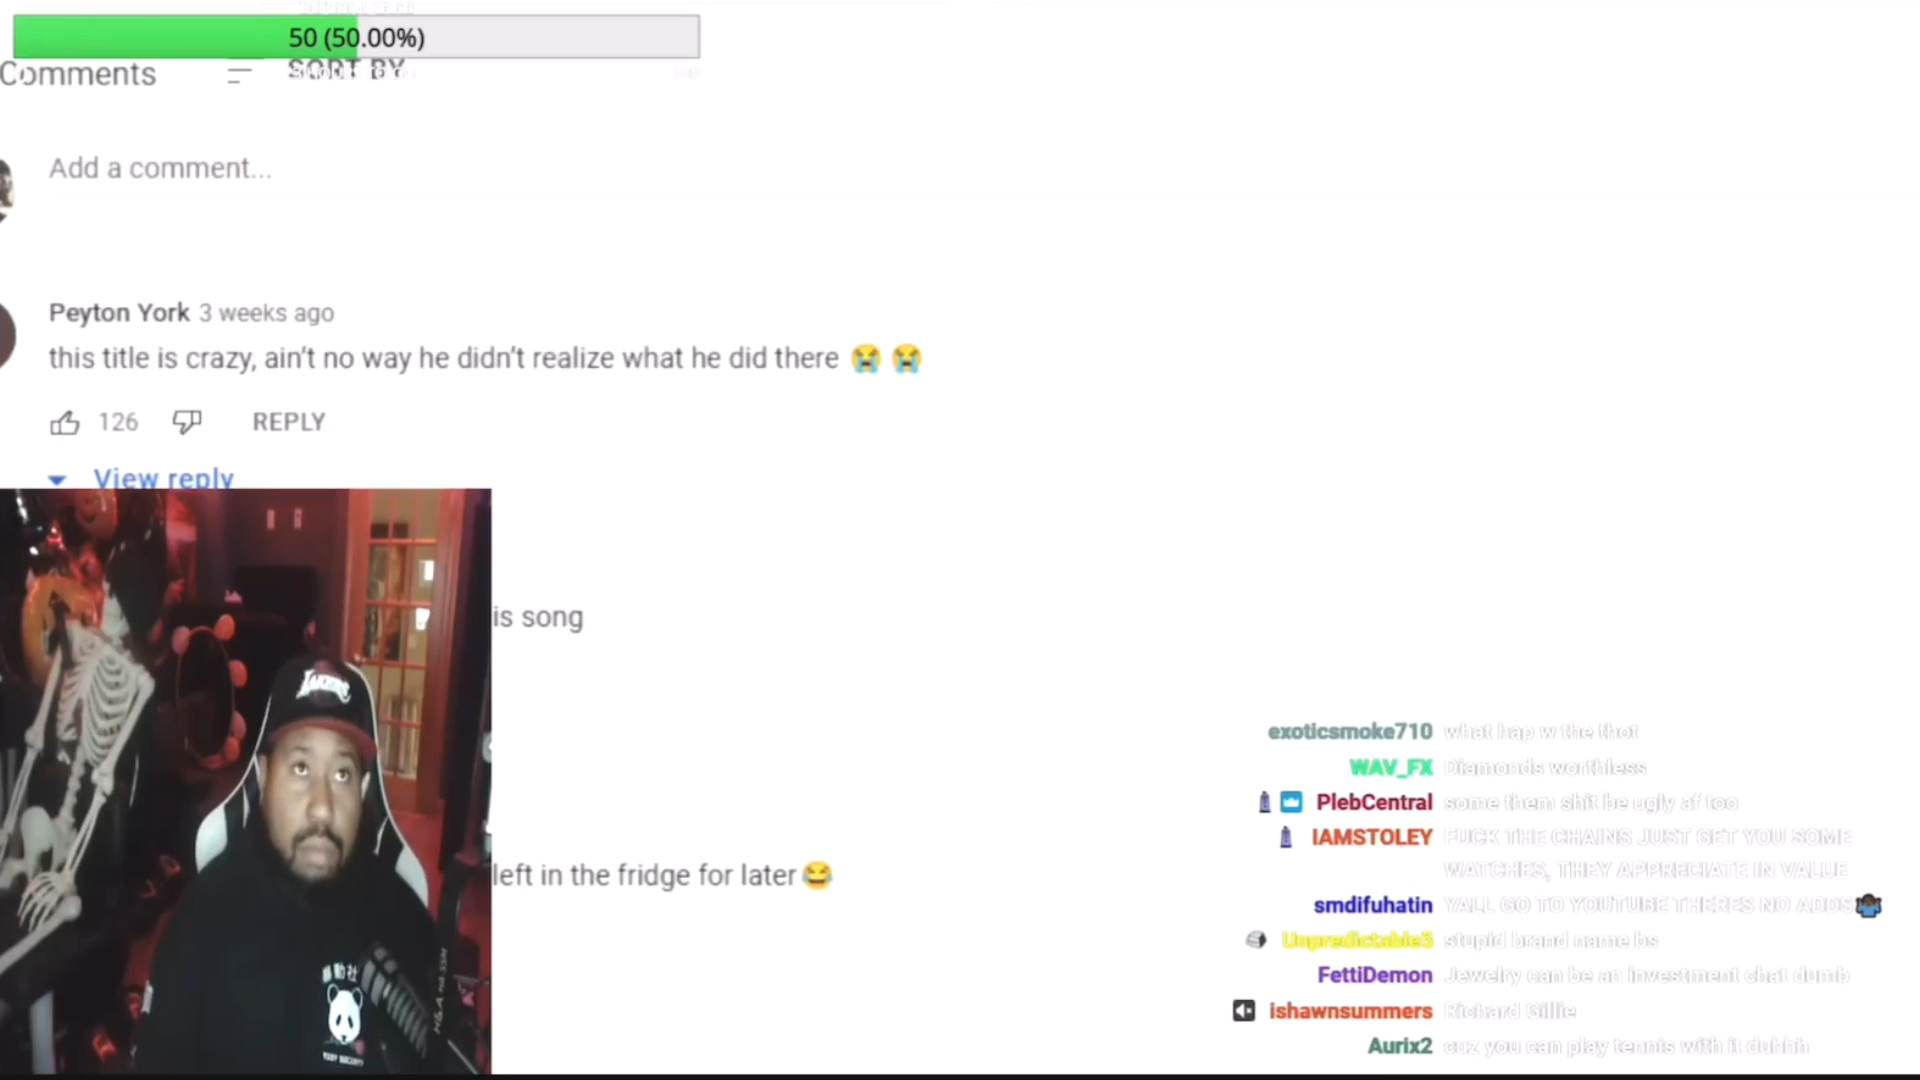 50 (50.00%)
Comments SORT BY
Add a comment...
Peyton York 3 weeks ago
this title is crazy, ain't no way he didn't realize what he did there 😭 😭
126 REPLY
View reply
is song
left in the fridge for later😂
LAKERS
exoticsmoke710 what hap w the thot
WAV_FX Diamonds worthless
PlebCentral some them shit be ugly af too
IAMSTOLEY FUCK THE CHAINS JUST GET YOU SOME
WATCHES, THEY APPRECIATE IN VALUE
smdifuhatin YALL GO TO YOUTUBE THERES NO ADDS
Unpredictable5 stupid brand name bs
FettiDemon Jewelry can be an investment chat dumb
ishawnsummers Richard Gillie
Aurix2 cuz you can play tennis with it duhhh